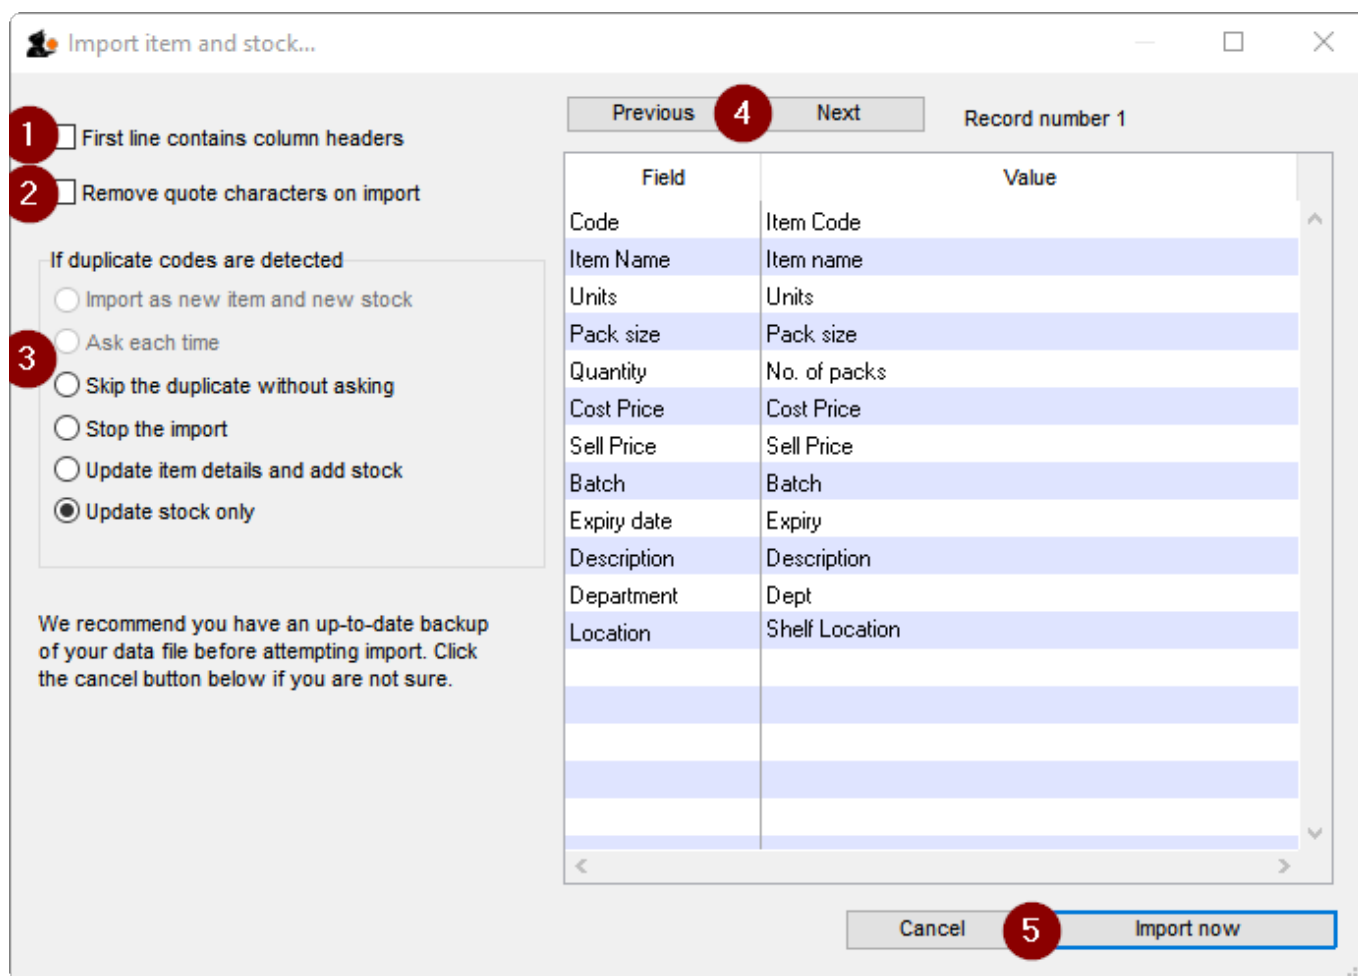 Import item and stock...
1
First line contains column headers
2
Remove quote characters on import
If duplicate codes are detected
Import as new item and new stock
3
Ask each time
Skip the duplicate without asking
Stop the import
Update item details and add stock
Update stock only
We recommend you have an up-to-date backup
of your data file before attempting import. Click
the cancel button below if you are not sure.
Previous 4 Next Record number 1
Field Value
Code Item Code
Item Name Item name
Units Units
Pack size Pack size
Quantity No. of packs
Cost Price Cost Price
Sell Price Sell Price
Batch Batch
Expiry date Expiry
Description Description
Department Dept
Location Shelf Location
Cancel 5 Import now